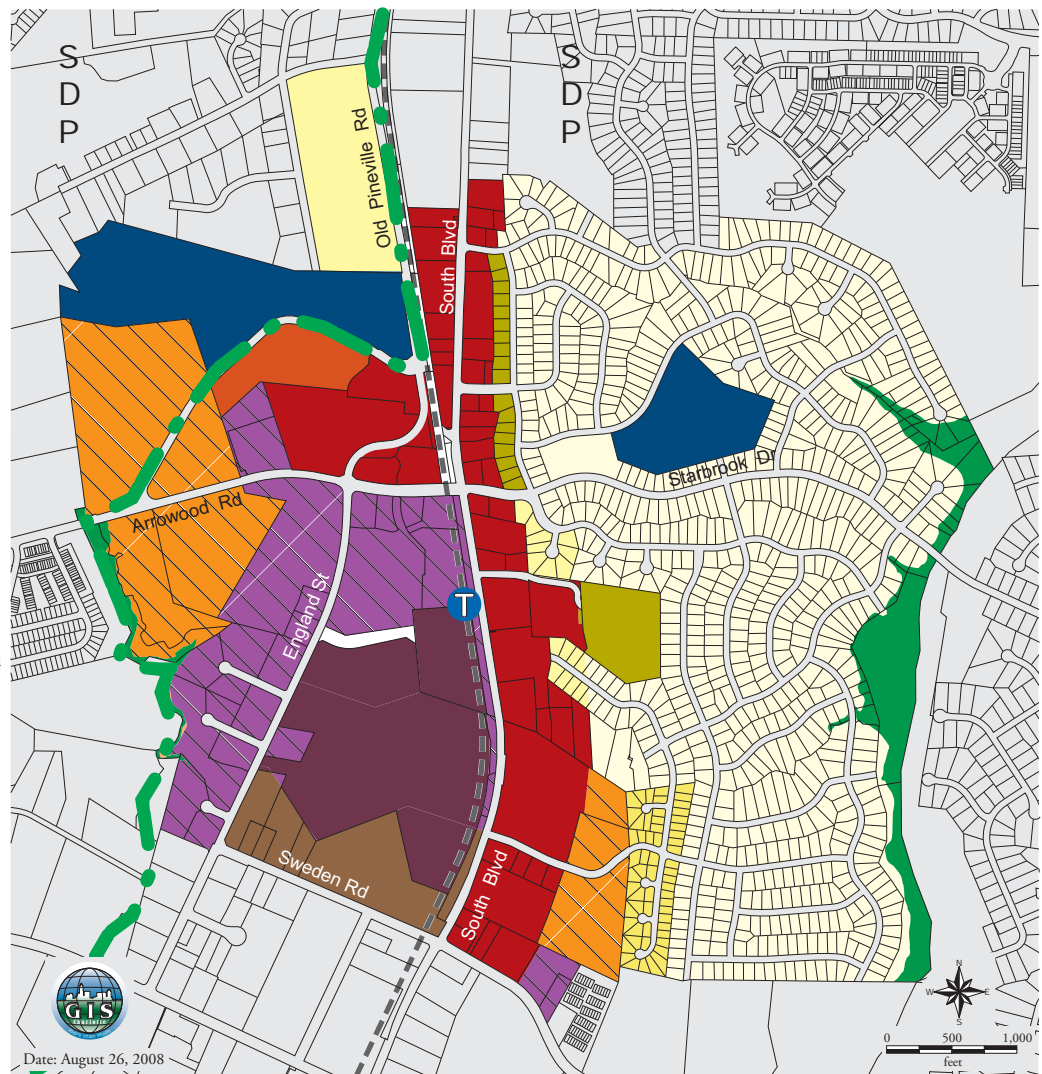 S
D
P
S
D
P
Old Pineville Rd
South Blvd
Starbrook Dr
Arrowood Rd
England St
T
Sweden Rd
South Blvd
GIS
Charlotte
Date: August 26, 2008
N
W E
S
0 500 1,000
feet